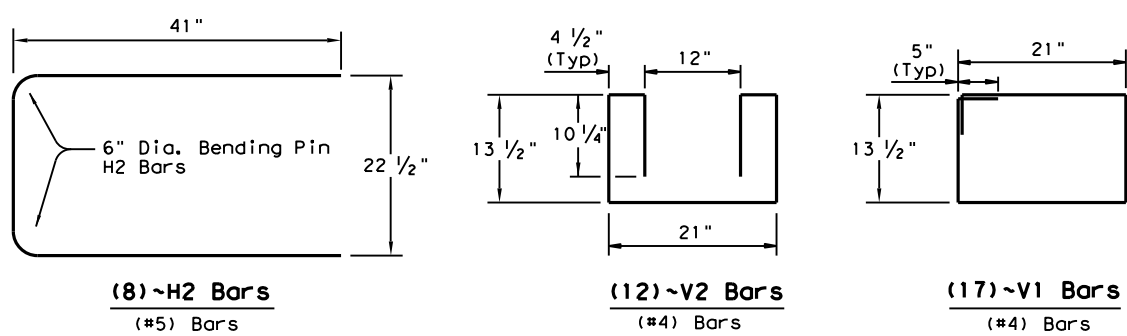 41"
6" Dia. Bending Pin
H2 Bars
22 ½"
(8)~H2 Bars
(#5) Bars
4 ½"
(Typ)
12"
13 ½"
10 ¼"
21"
(12)~V2 Bars
(#4) Bars
5"
(Typ)
21"
13 ½"
(17)~V1 Bars
(#4) Bars